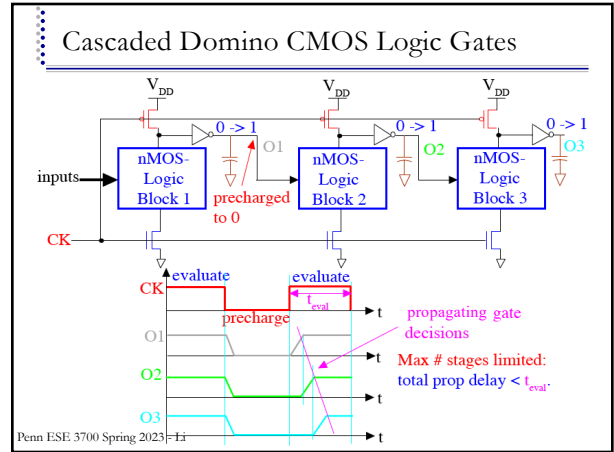 Cascaded Domino CMOS Logic Gates
VDD
VDD
VDD
0 -> 1
0 -> 1
0 -> 1
O1
O2
O3
inputs
nMOS-
Logic
Block 1
precharged
to 0
nMOS-
Logic
Block 2
nMOS-
Logic
Block 3
CK
evaluate
evaluate
CK
precharge
teval
t
propagating gate
decisions
O1
t
Max # stages limited:
total prop delay < teval.
O2
t
O3
t
Penn ESE 3700 Spring 2023 - Li